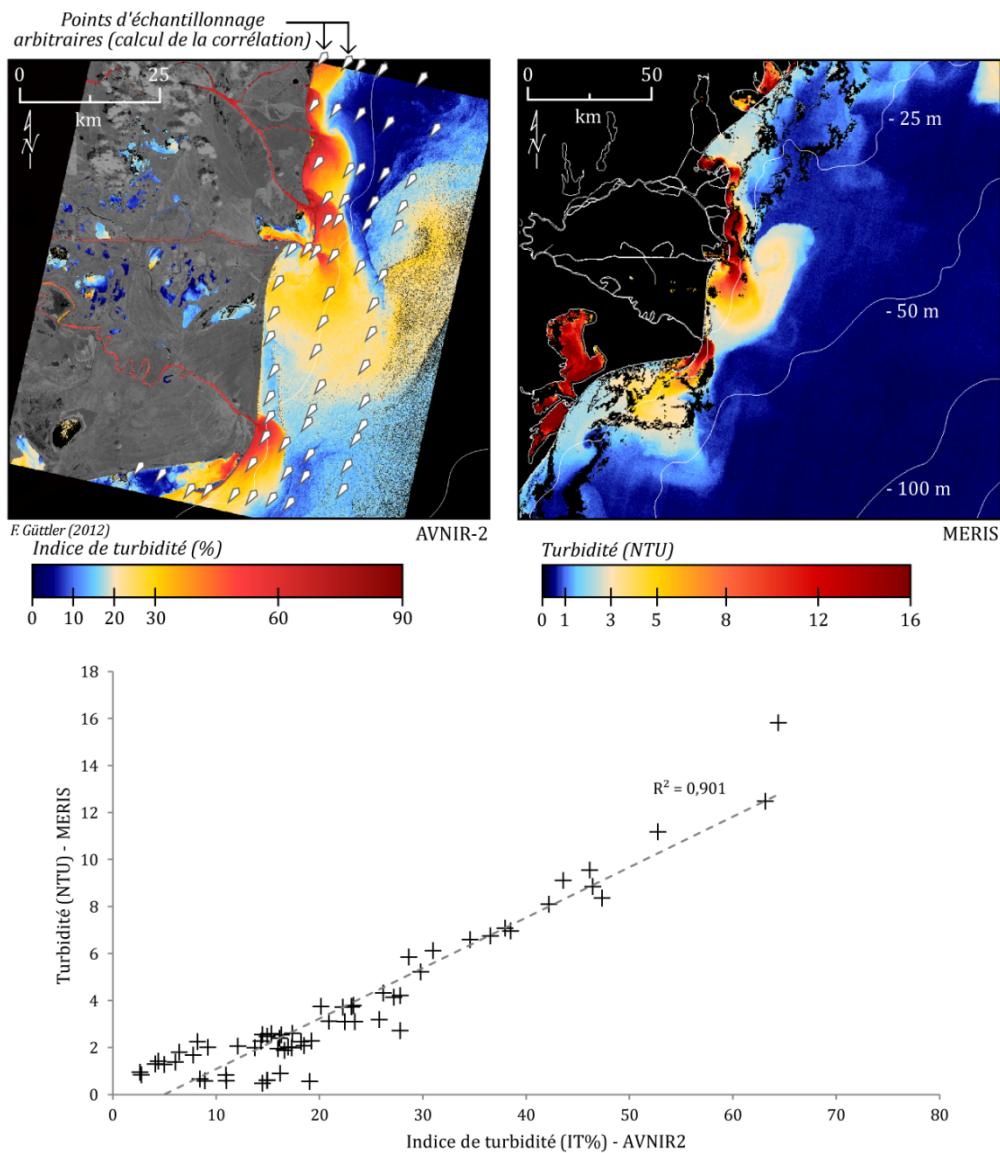 Points d'échantillonnage
arbitraires (calcul de la corrélation)
0 25
km
N
0 50
km
N
- 25 m
- 50 m
- 100 m
F. Güttler (2012)
AVNIR-2
MERIS
Indice de turbidité (%)
0 10 20 30 60 90
Turbidité (NTU)
0 1 3 5 8 12 16
18
16
14
12
10
8
6
4
2
0
Turbidité (NTU) - MERIS
R² = 0,901
0 10 20 30 40 50 60 70 80
Indice de turbidité (IT%) - AVNIR2